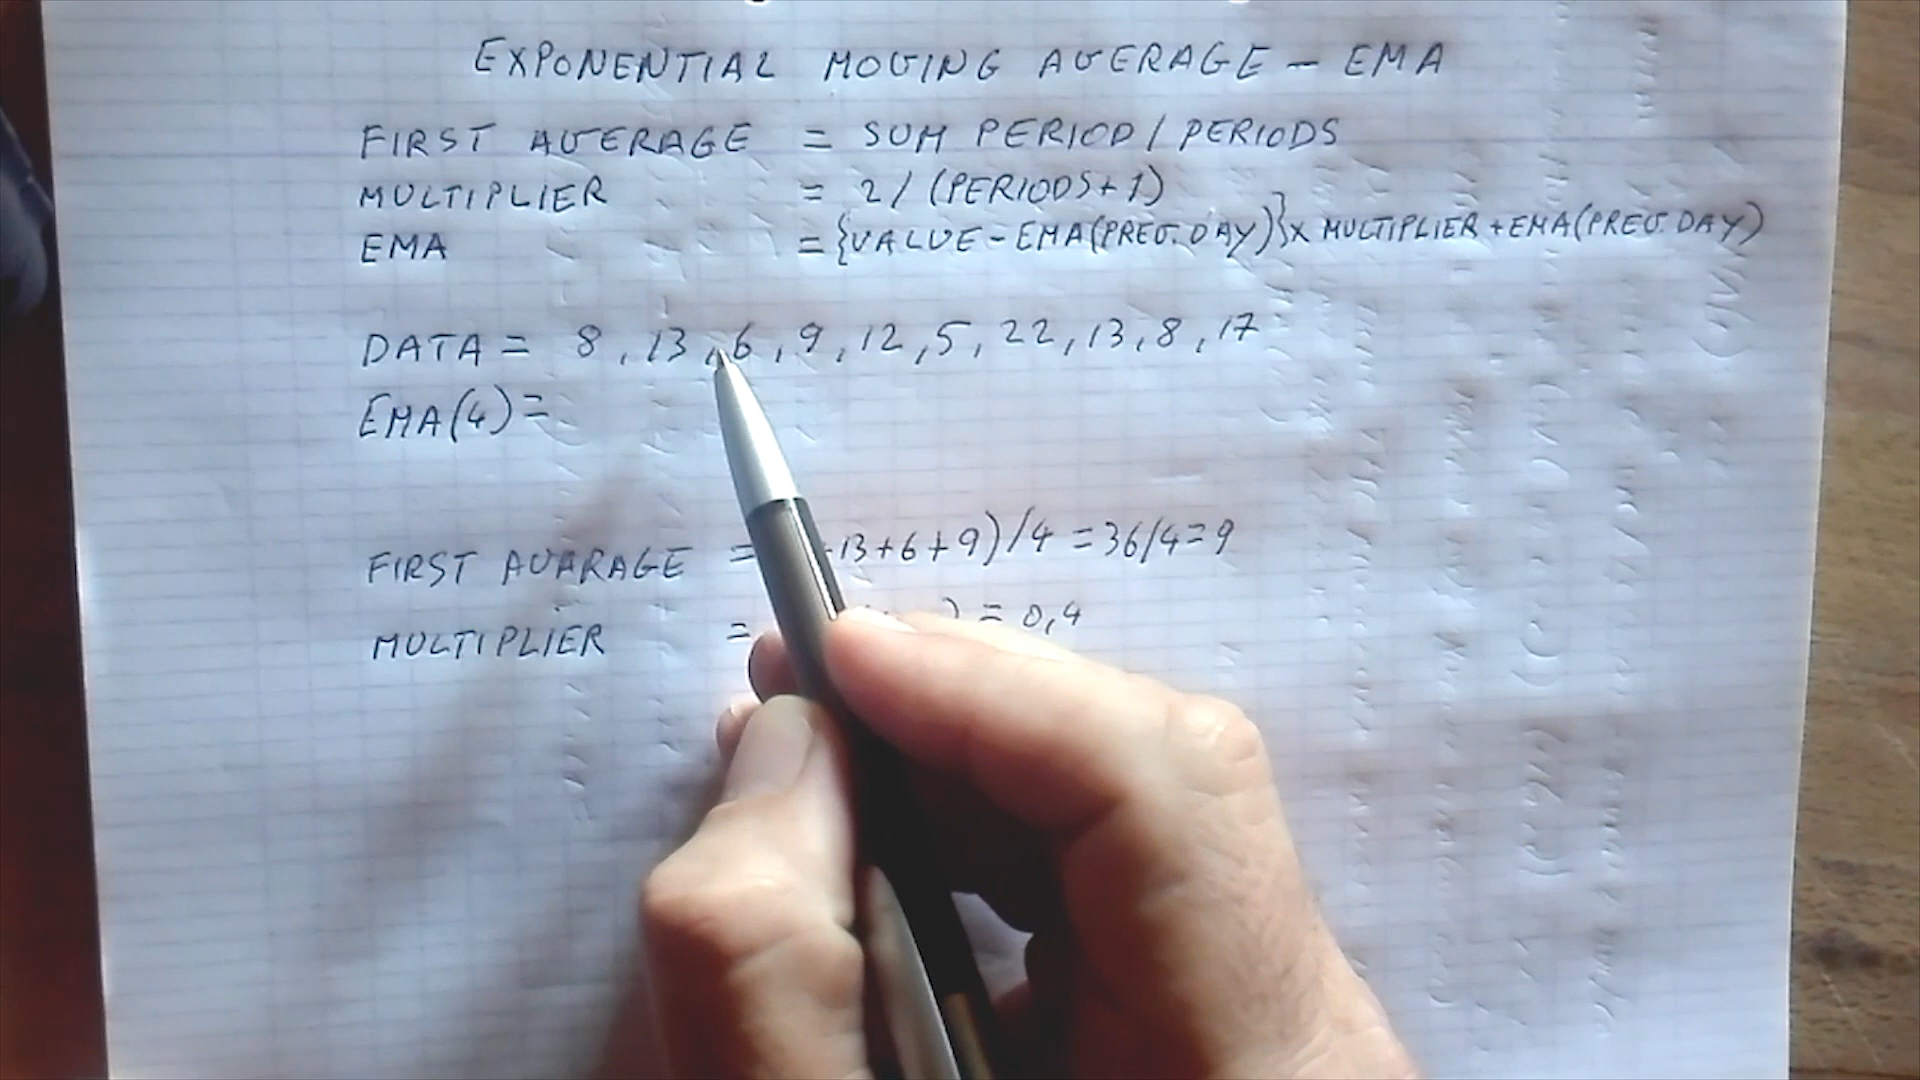 EXPONENTIAL MOVING AVERAGE - EMA
FIRST AVERAGE = SUM PERIOD / PERIODS
MULTIPLIER = 2 / (PERIODS + 1)
EMA = {VALUE - EMA(PREV. DAY)} x MULTIPLIER + EMA(PREV. DAY)
DATA = 8, 13, 6, 9, 12, 5, 22, 13, 8, 17
EMA(4) =
FIRST AVARAGE = 13 + 6 + 9) / 4 = 36/4 = 9
MULTIPLIER = ) = 0,4